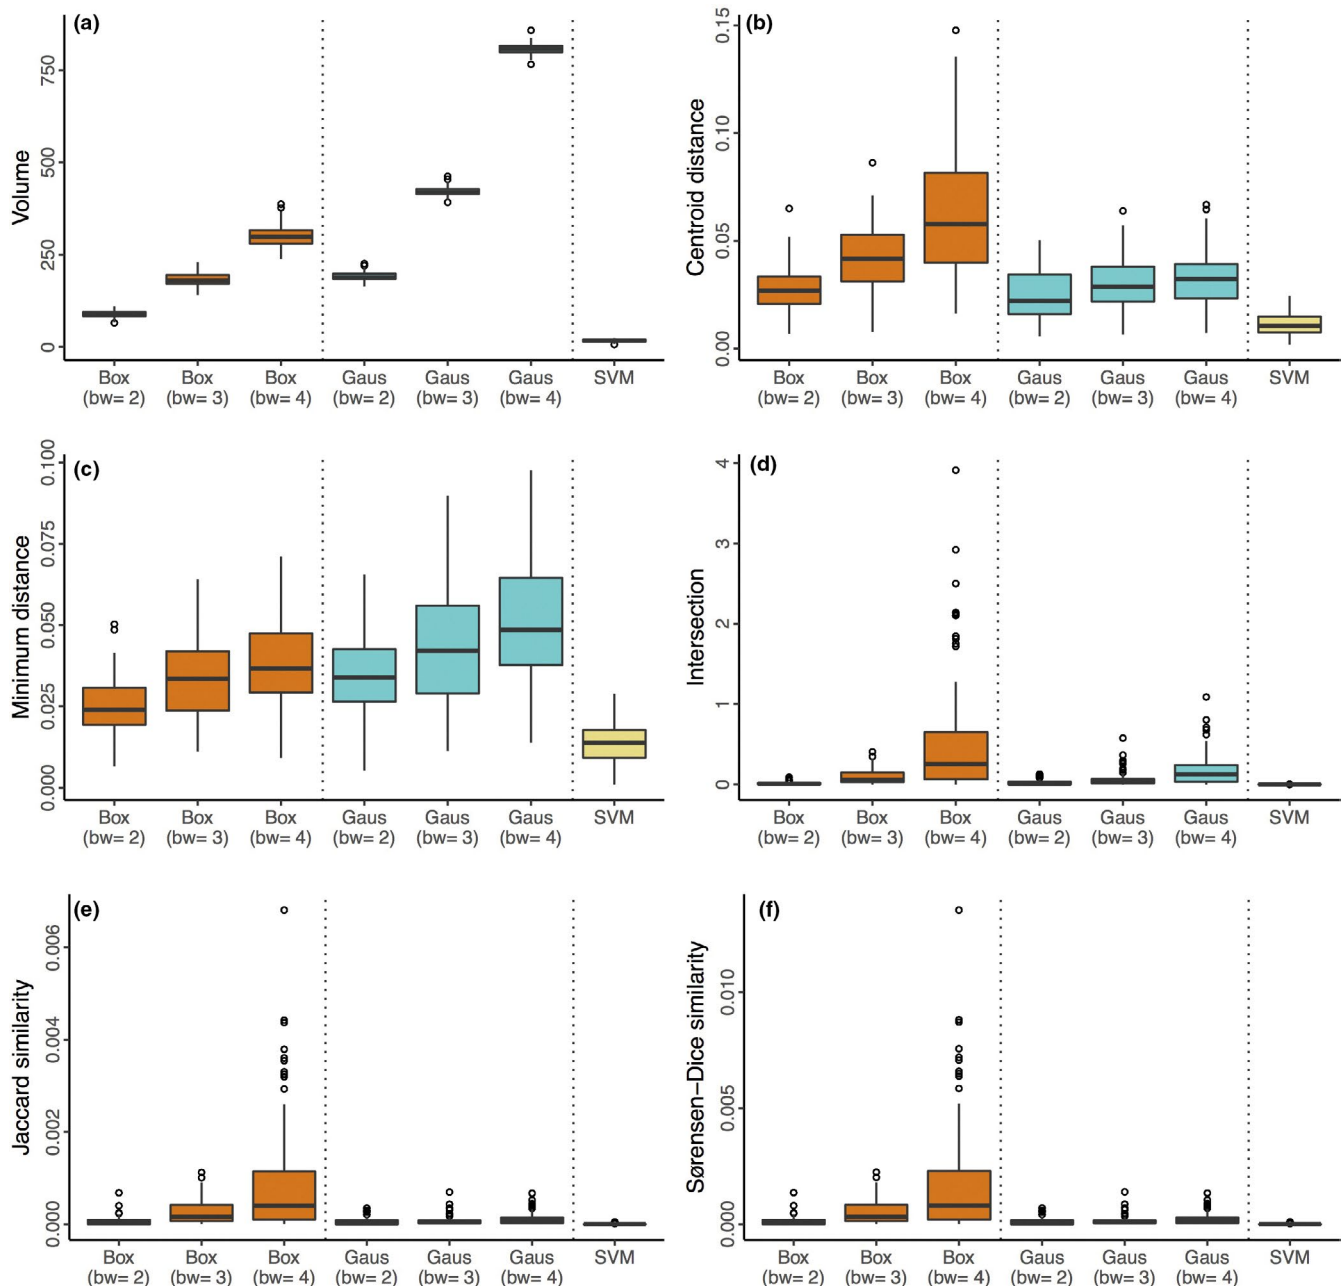 (a)
Volume
750
500
250
0
Box Box Box Gaus Gaus Gaus SVM
(bw= 2) (bw= 3) (bw= 4) (bw= 2) (bw= 3) (bw= 4)
(b)
Centroid distance
0.15
0.10
0.05
0.00
Box Box Box Gaus Gaus Gaus SVM
(bw= 2) (bw= 3) (bw= 4) (bw= 2) (bw= 3) (bw= 4)
(c)
Minimum distance
0.100
0.075
0.050
0.025
0.000
Box Box Box Gaus Gaus Gaus SVM
(bw= 2) (bw= 3) (bw= 4) (bw= 2) (bw= 3) (bw= 4)
(d)
Intersection
4
3
2
1
0
Box Box Box Gaus Gaus Gaus SVM
(bw= 2) (bw= 3) (bw= 4) (bw= 2) (bw= 3) (bw= 4)
(e)
Jaccard similarity
0.006
0.004
0.002
0.000
Box Box Box Gaus Gaus Gaus SVM
(bw= 2) (bw= 3) (bw= 4) (bw= 2) (bw= 3) (bw= 4)
(f)
Sørensen−Dice similarity
0.010
0.005
0.000
Box Box Box Gaus Gaus Gaus SVM
(bw= 2) (bw= 3) (bw= 4) (bw= 2) (bw= 3) (bw= 4)